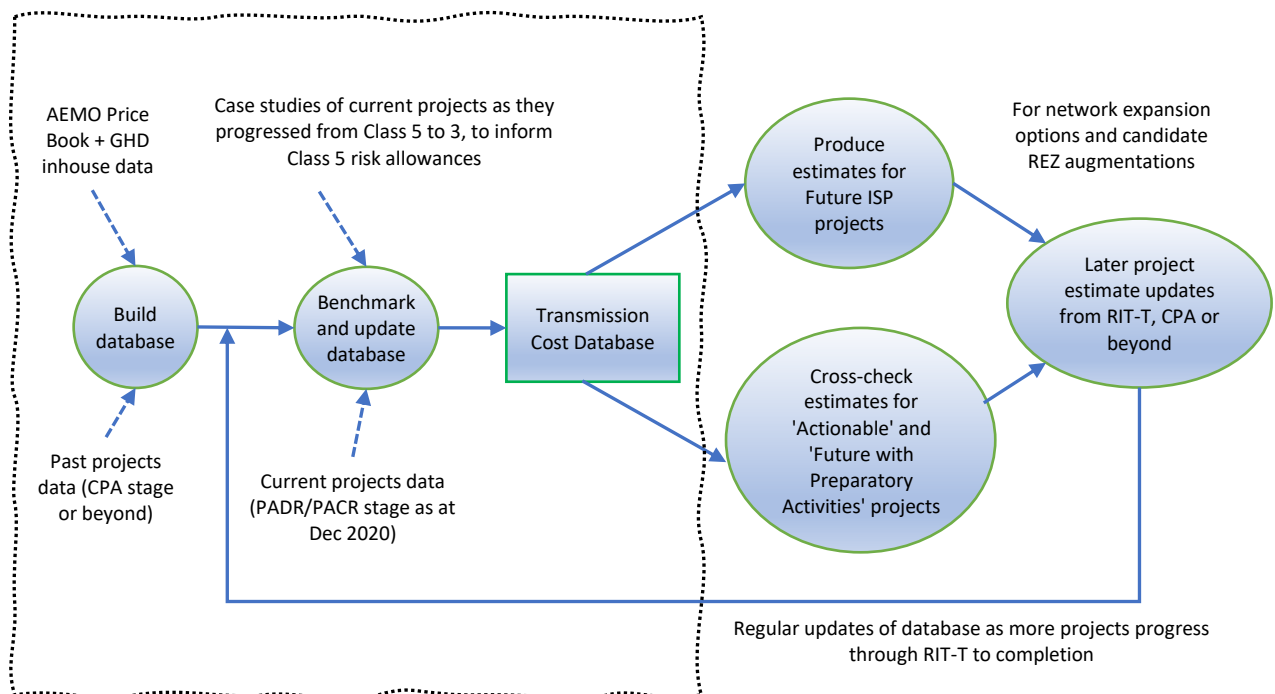 AEMO Price
Book + GHD
inhouse data
Case studies of current projects as they
progressed from Class 5 to 3, to inform
Class 5 risk allowances
For network expansion
options and candidate
REZ augmentations
Produce
estimates for
Future ISP
projects
Build
database
Benchmark
and update
database
Transmission
Cost Database
Later project
estimate updates
from RIT-T, CPA or
beyond
Cross-check
estimates for
'Actionable' and
'Future with
Preparatory
Activities' projects
Past projects
data (CPA stage
or beyond)
Current projects data
(PADR/PACR stage as at
Dec 2020)
Regular updates of database as more projects progress
through RIT-T to completion